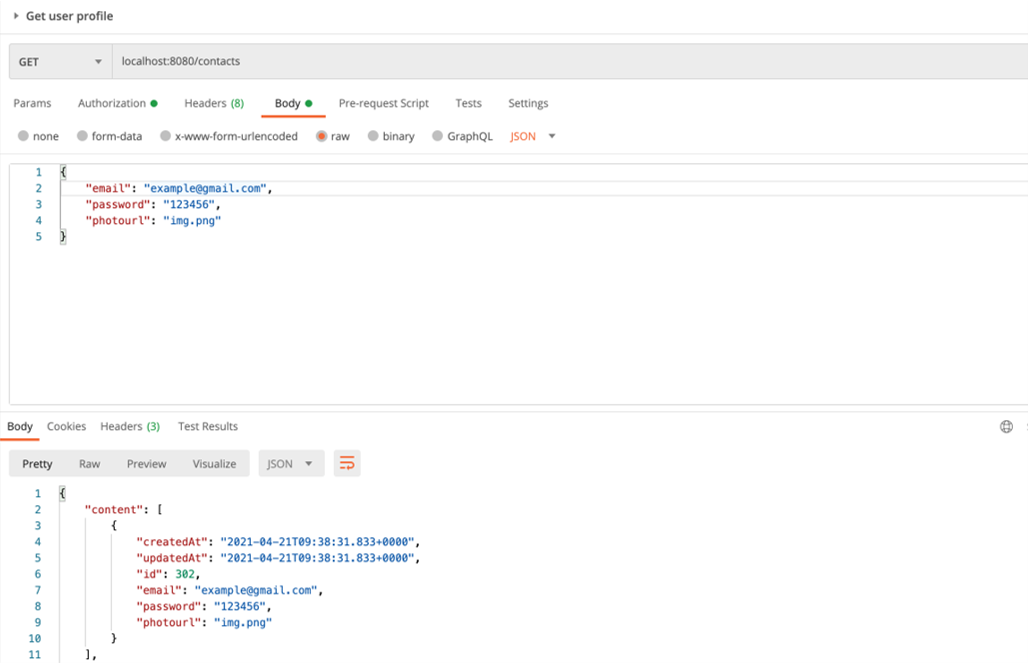 Get user profile
GET localhost:8080/contacts
Params Authorization Headers (8) Body Pre-request Script Tests Settings
none form-data x-www-form-urlencoded raw binary GraphQL JSON
1 {
2 "email": "example@gmail.com",
3 "password": "123456",
4 "photourl": "img.png"
5 }
Body Cookies Headers (3) Test Results
Pretty Raw Preview Visualize JSON
1 {
2 "content": [
3 {
4 "createdAt": "2021-04-21T09:38:31.833+0000",
5 "updatedAt": "2021-04-21T09:38:31.833+0000",
6 "id": 302,
7 "email": "example@gmail.com",
8 "password": "123456",
9 "photourl": "img.png"
10 }
11 ],